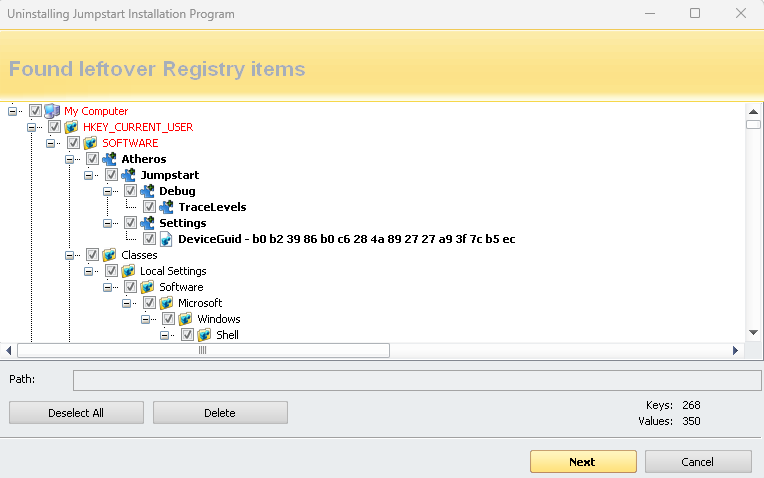 Uninstalling Jumpstart Installation Program
Found leftover Registry items
My Computer
HKEY_CURRENT_USER
SOFTWARE
Atheros
Jumpstart
Debug
TraceLevels
Settings
DeviceGuid - b0 b2 39 86 b0 c6 28 4a 89 27 27 a9 3f 7c b5 ec
Classes
Local Settings
Software
Microsoft
Windows
Shell
Path:
Deselect All Delete Keys: 268
Values: 350
Next Cancel